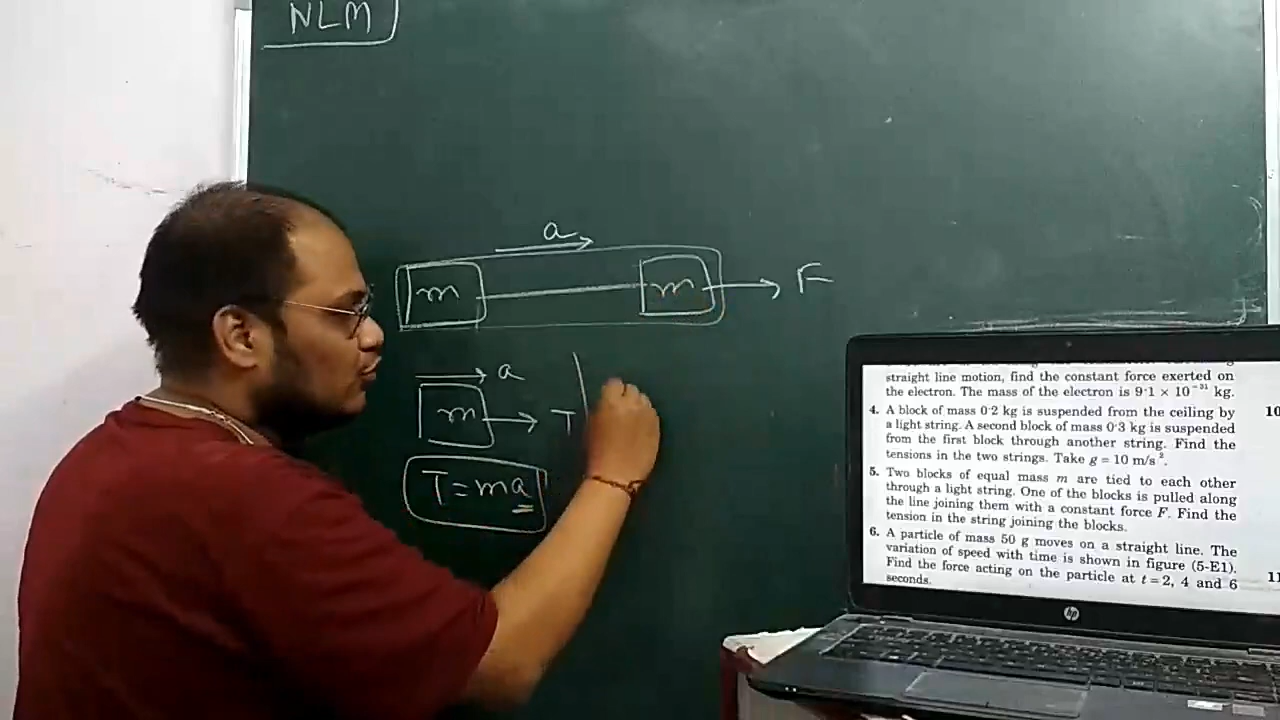 NLM
a
m m F
a
m T
T = ma
straight line motion, find the constant force exerted on
the electron. The mass of the electron is 9·1 × 10⁻³¹ kg.
4. A block of mass 0·2 kg is suspended from the ceiling by
a light string. A second block of mass 0·3 kg is suspended
from the first block through another string. Find the
tensions in the two strings. Take g = 10 m/s².
5. Two blocks of equal mass m are tied to each other
through a light string. One of the blocks is pulled along
the line joining them with a constant force F. Find the
tension in the string joining the blocks.
6. A particle of mass 50 g moves on a straight line. The
variation of speed with time is shown in figure (5-E1).
Find the force acting on the particle at t = 2, 4 and 6
seconds.
10
11
hp